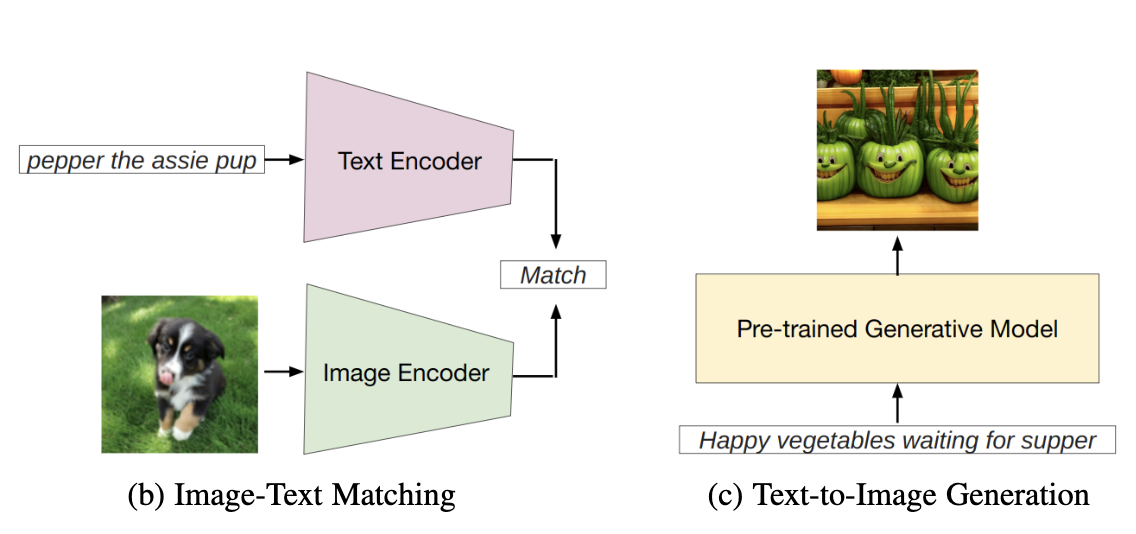 pepper the assie pup
Text Encoder
Match
Image Encoder
(b) Image-Text Matching
Pre-trained Generative Model
Happy vegetables waiting for supper
(c) Text-to-Image Generation